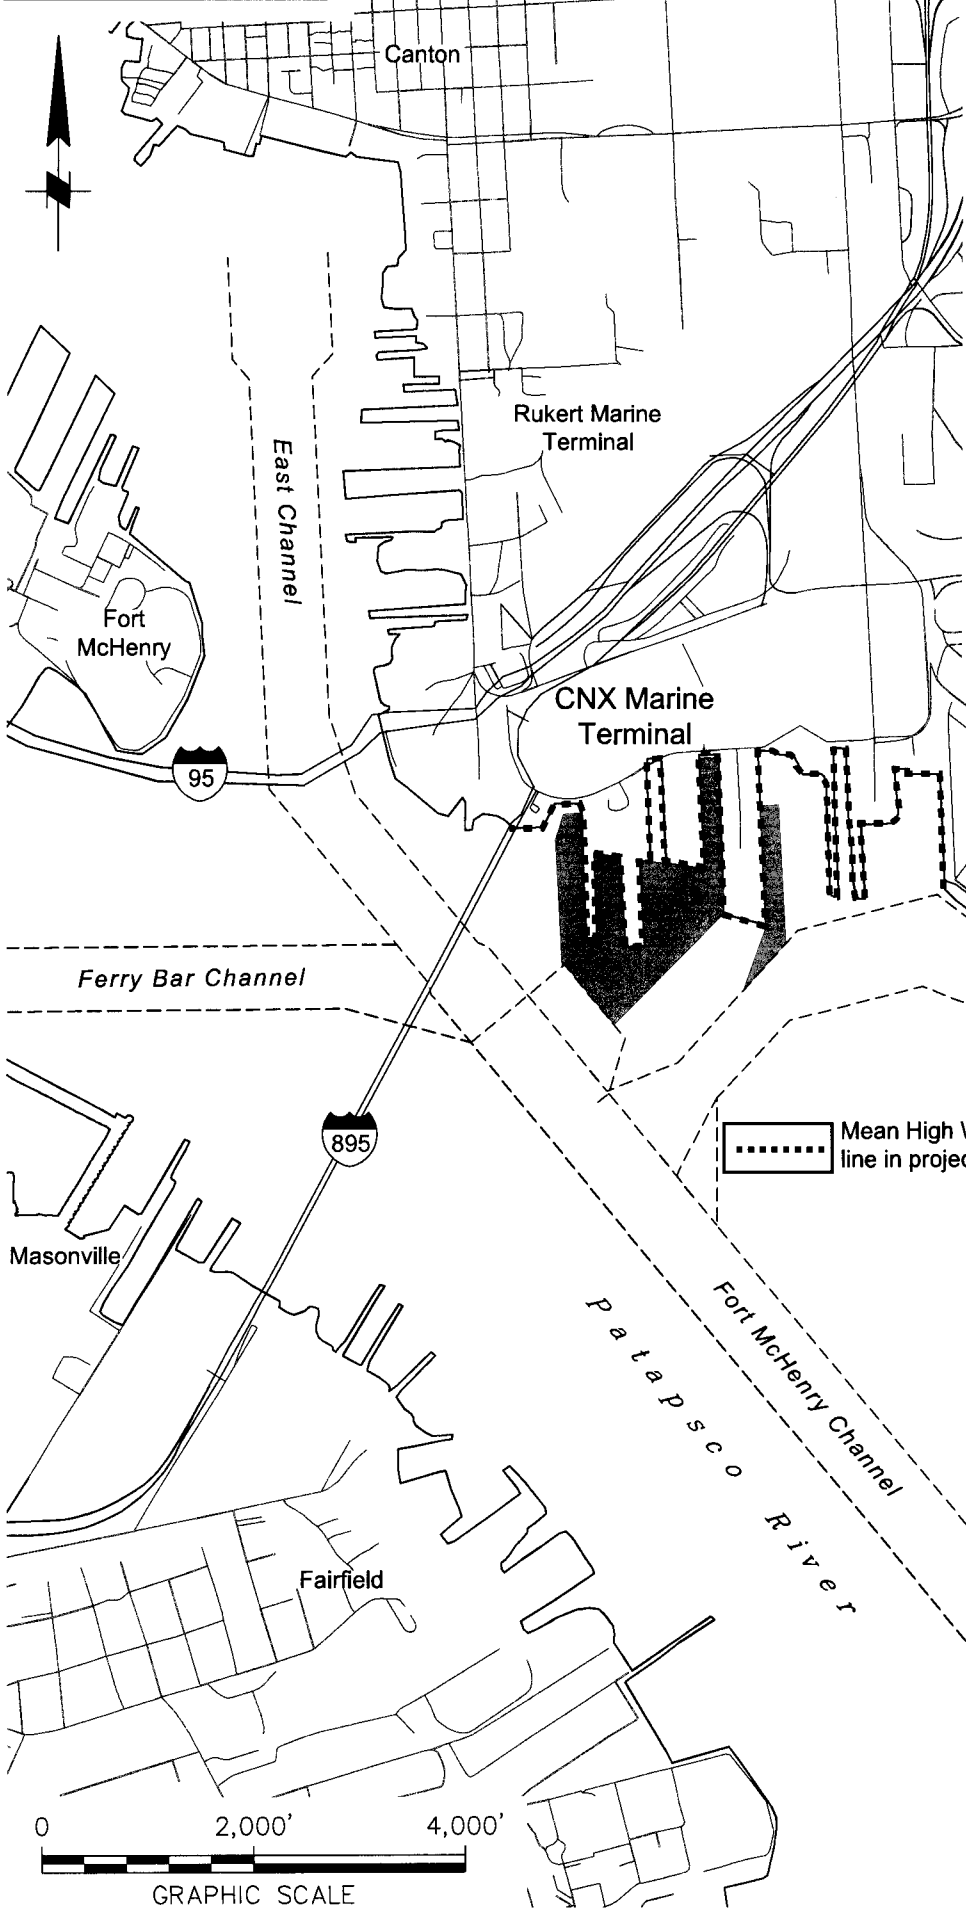 Canton
Rukert Marine
Terminal
East Channel
Fort
McHenry
CNX Marine
Terminal
95
Ferry Bar Channel
895
Mean High
line in projec
Masonville
Fort McHenry Channel
Patapsco River
Fairfield
0 2,000' 4,000'
GRAPHIC SCALE